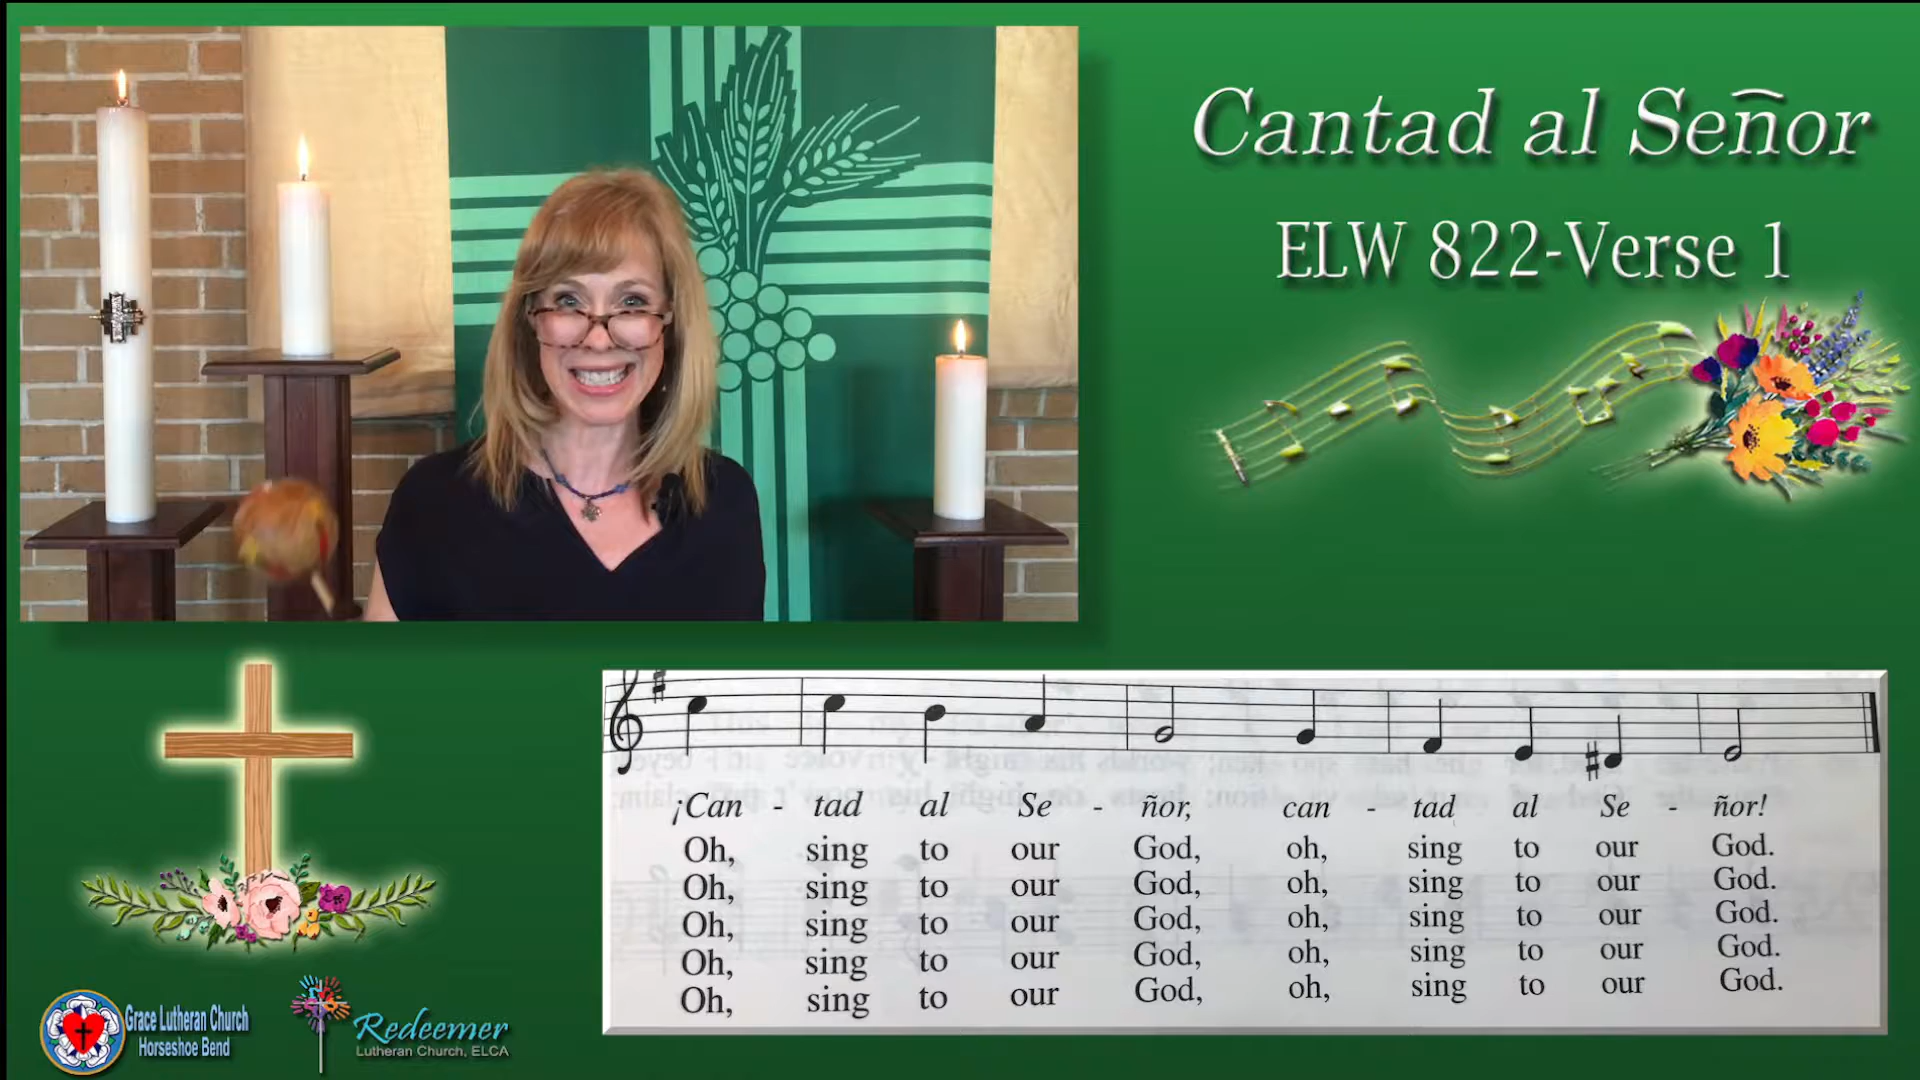 Cantad al Señor
ELW 822-Verse 1
¡Can - tad al Se - ñor, can - tad al Se - ñor!
Oh, sing to our God, oh, sing to our God.
Oh, sing to our God, oh, sing to our God.
Oh, sing to our God, oh, sing to our God.
Oh, sing to our God, oh, sing to our God.
Oh, sing to our God, oh, sing to our God.
Grace Lutheran Church
Horseshoe Bend
Redeemer
Lutheran Church, ELCA